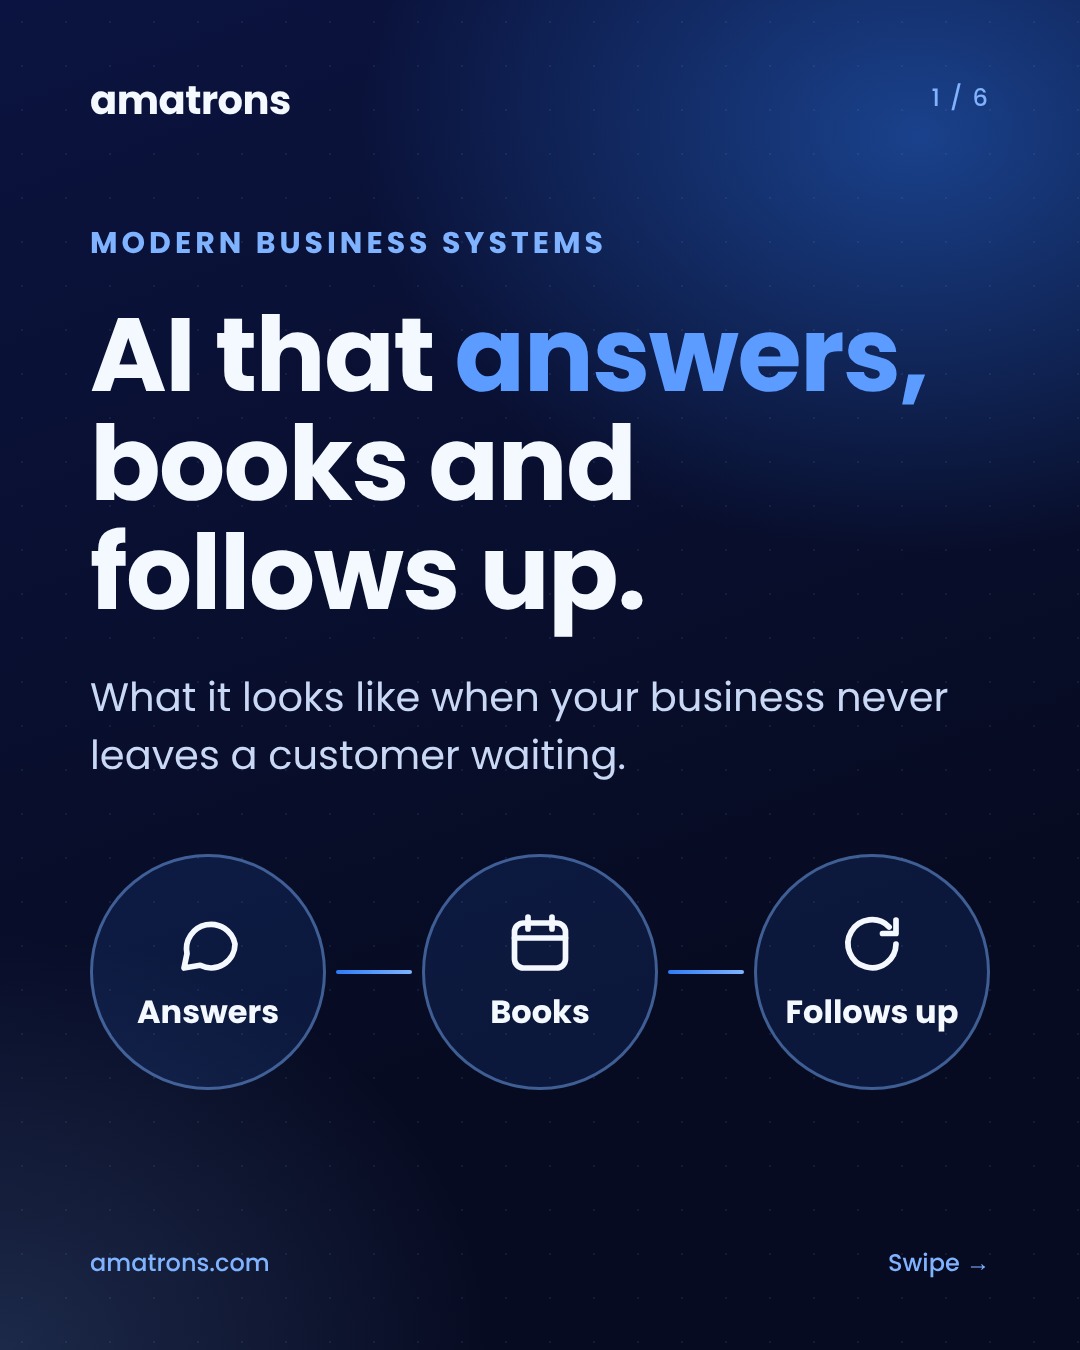 amatrons
1 / 6
MODERN BUSINESS SYSTEMS
AI that answers,
books and
follows up.
What it looks like when your business never
leaves a customer waiting.
Answers
Books
Follows up
amatrons.com
Swipe →